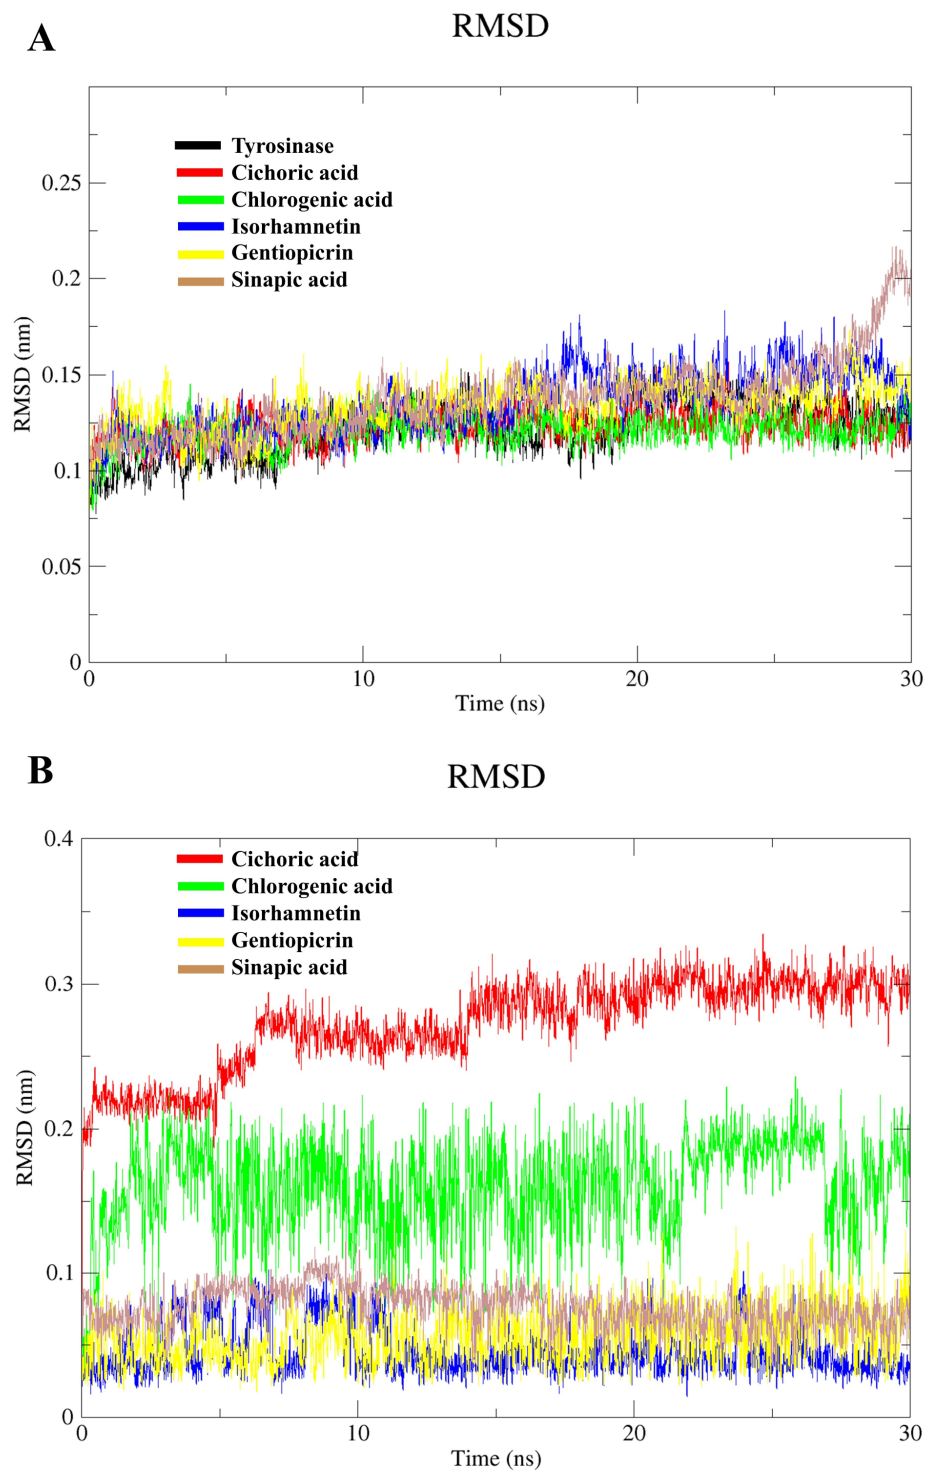 A
RMSD
Tyrosinase
Cichoric acid
Chlorogenic acid
Isorhamnetin
Gentiopicrin
Sinapic acid
0.25
0.2
0.15
0.1
0.05
0
RMSD (nm)
0 10 20 30
Time (ns)
B
RMSD
Cichoric acid
Chlorogenic acid
Isorhamnetin
Gentiopicrin
Sinapic acid
0.4
0.3
0.2
0.1
0
RMSD (nm)
0 10 20 30
Time (ns)